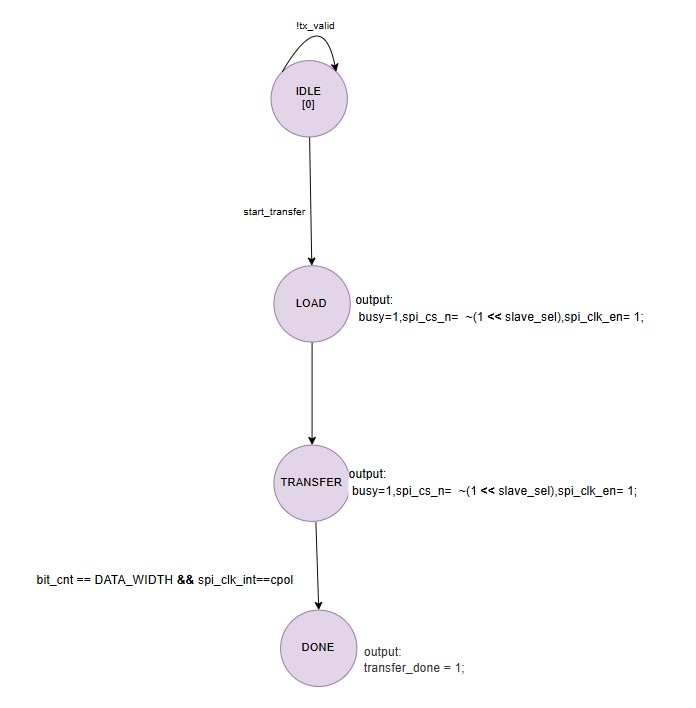 !tx_valid
IDLE
[0]
start_transfer
LOAD
output:
busy=1,spi_cs_n= ~(1 << slave_sel),spi_clk_en= 1;
TRANSFER
output:
busy=1,spi_cs_n= ~(1 << slave_sel),spi_clk_en= 1;
bit_cnt == DATA_WIDTH && spi_clk_int==cpol
DONE
output:
transfer_done = 1;